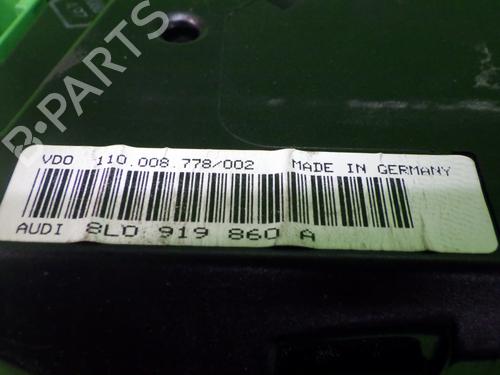 B-PARTS
VDO 110.008.778/002 MADE IN GERMANY
AUDI 8L0 919 860 A